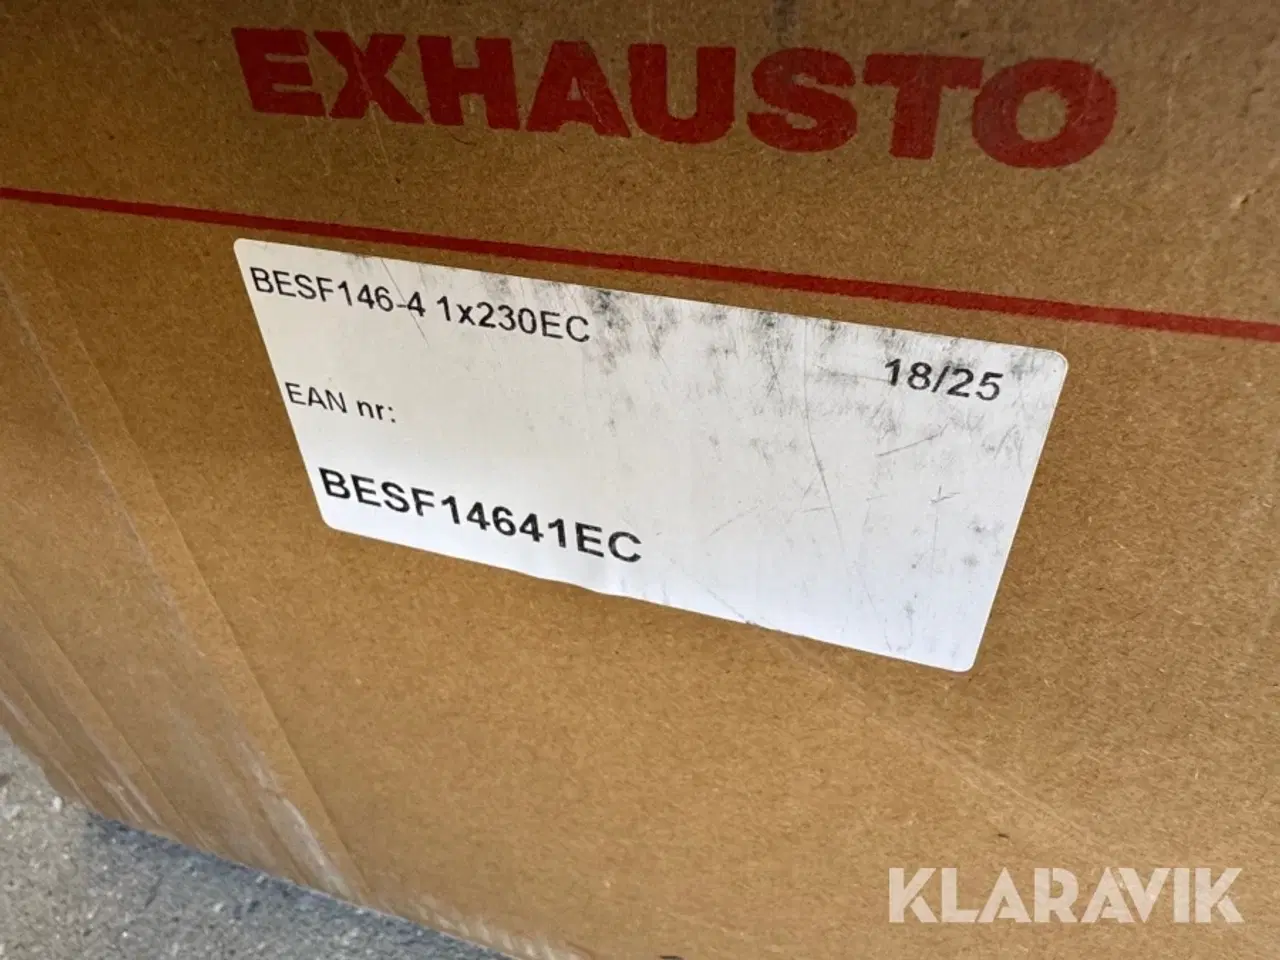 EXHAUSTO
BESF146-4 1x230EC
18/25
EAN nr:
BESF14641EC
KLARAVIK